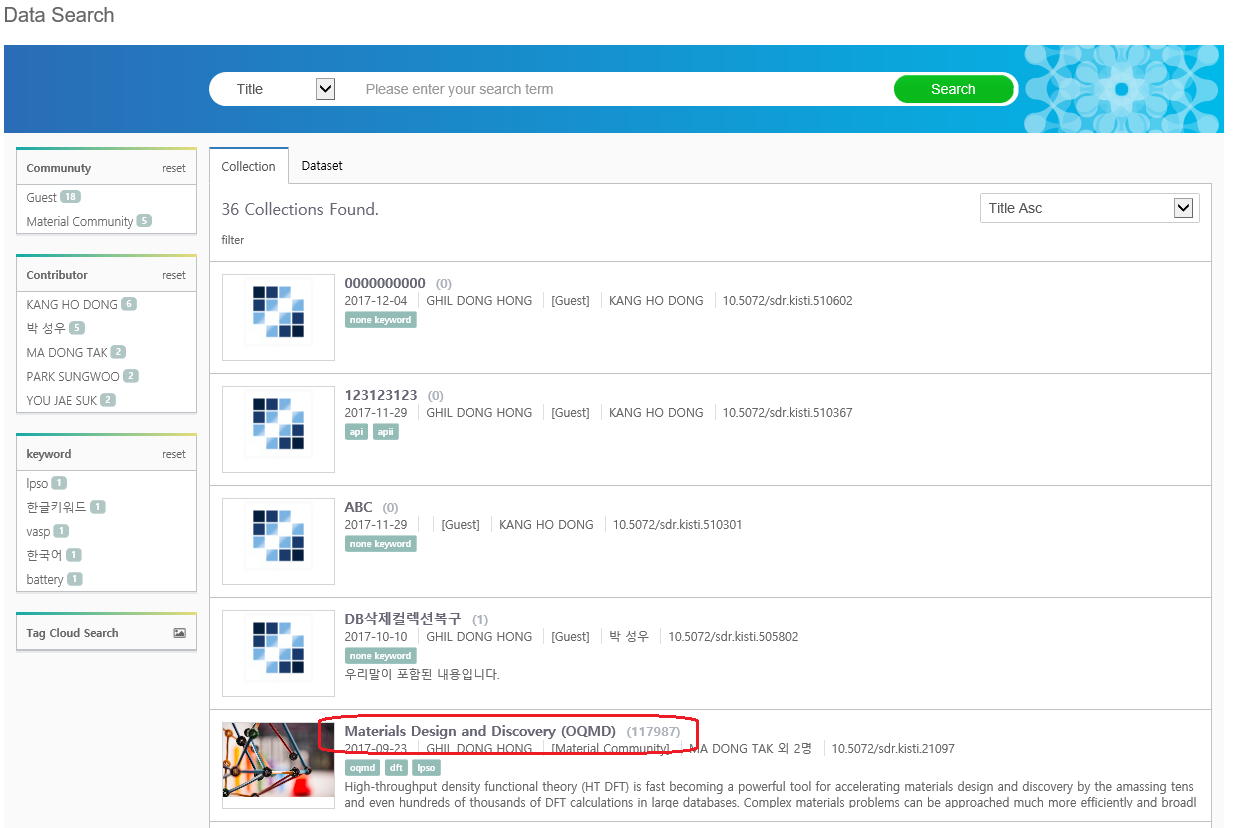 Data Search
Title
Please enter your search term
Search
Communuty reset
Guest 18
Material Community 5
Contributor reset
KANG HO DONG 6
박 성우 5
MA DONG TAK 2
PARK SUNGWOO 2
YOU JAE SUK 2
keyword reset
lpso 1
한글키워드 1
vasp 1
한국어 1
battery 1
Tag Cloud Search
Collection Dataset
36 Collections Found.
Title Asc
filter
0000000000 (0)
2017-12-04 GHIL DONG HONG [Guest] KANG HO DONG 10.5072/sdr.kisti.510602
none keyword
123123123 (0)
2017-11-29 GHIL DONG HONG [Guest] KANG HO DONG 10.5072/sdr.kisti.510367
api apii
ABC (0)
2017-11-29 [Guest] KANG HO DONG 10.5072/sdr.kisti.510301
none keyword
DB삭제컬렉션복구 (1)
2017-10-10 GHIL DONG HONG [Guest] 박 성우 10.5072/sdr.kisti.505802
none keyword
우리말이 포함된 내용입니다.
Materials Design and Discovery (OQMD) (117987)
2017-09-23 GHIL DONG HONG [Material Community] MA DONG TAK 외 2명 10.5072/sdr.kisti.21097
oqmd dft lpso
High-throughput density functional theory (HT DFT) is fast becoming a powerful tool for accelerating materials design and discovery by the amassing tens
and even hundreds of thousands of DFT calculations in large databases. Complex materials problems can be approached much more efficiently and broadl